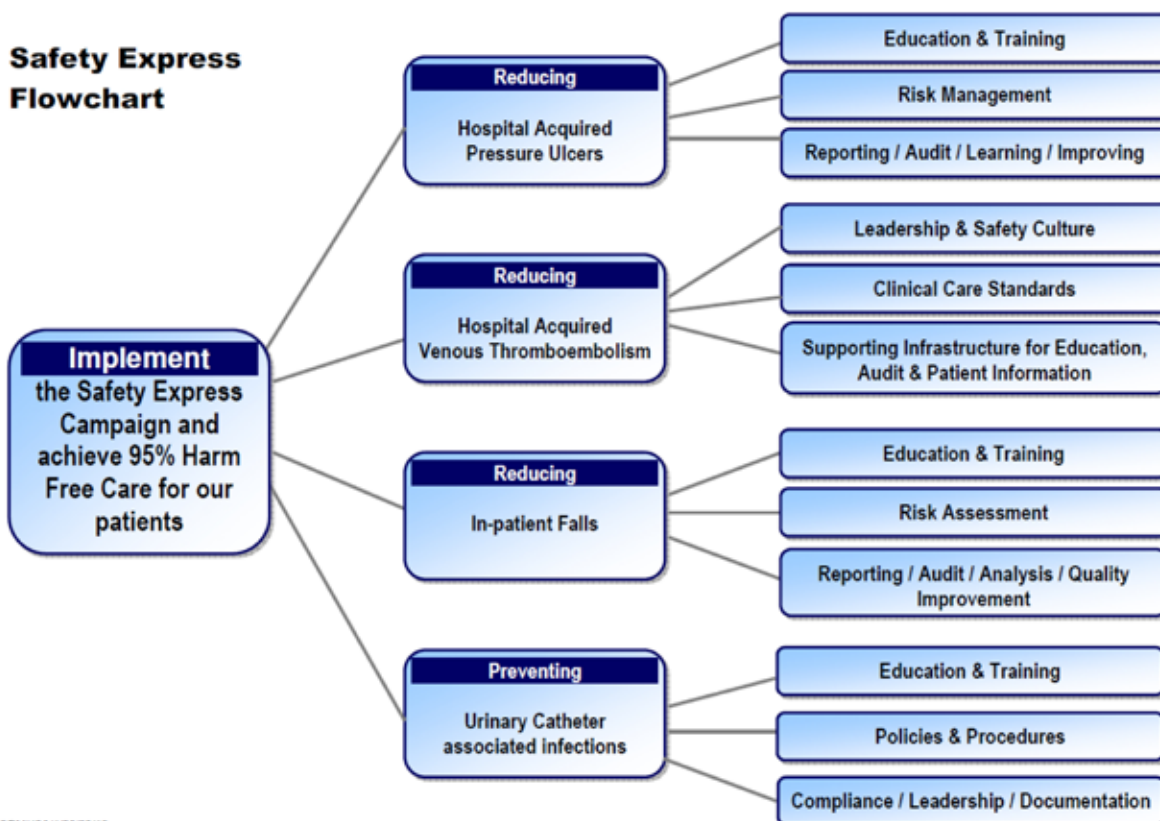 Safety Express
Flowchart
Implement
the Safety Express
Campaign and
achieve 95% Harm
Free Care for our
patients
Reducing
Hospital Acquired
Pressure Ulcers
Education & Training
Risk Management
Reporting / Audit / Learning / Improving
Reducing
Hospital Acquired
Venous Thromboembolism
Leadership & Safety Culture
Clinical Care Standards
Supporting Infrastructure for Education,
Audit & Patient Information
Reducing
In-patient Falls
Education & Training
Risk Assessment
Reporting / Audit / Analysis / Quality
Improvement
Preventing
Urinary Catheter
associated infections
Education & Training
Policies & Procedures
Compliance / Leadership / Documentation